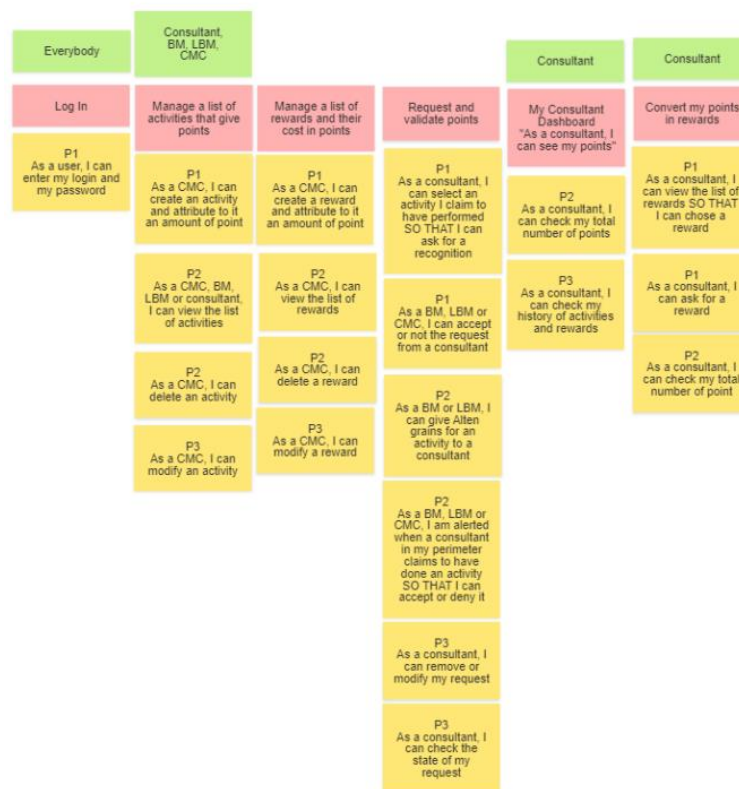 Everybody
Consultant,
BM, LBM,
CMC
Consultant
Consultant
Log In
Manage a list of
activities that give
points
Manage a list of
rewards and their
cost in points
Request and
validate points
My Consultant
Dashboard
"As a consultant, I
can see my points"
Convert my points
in rewards
P1
As a user, I can
enter my login and
my password
P1
As a CMC, I can
create an activity
and attribute to it
an amount of point
P2
As a CMC, BM,
LBM or consultant,
I can view the list
of activities
P2
As a CMC, I can
delete an activity
P3
As a CMC, I can
modify an activity
P1
As a CMC, I can
create a reward
and attribute to it
an amount of point
P2
As a CMC, I can
view the list of
rewards
P2
As a CMC, I can
delete a reward
P3
As a CMC, I can
modify a reward
P1
As a consultant, I
can select an
activity I claim to
have performed
SO THAT I can
ask for a
recognition
P1
As a BM, LBM or
CMC, I can accept
or not the request
from a consultant
P2
As a BM or LBM, I
can give Alten
grains for an
activity to a
consultant
P2
As a BM, LBM or
CMC, I am alerted
when a consultant
in my perimeter
claims to have
done an activity
SO THAT I can
accept or deny it
P3
As a consultant, I
can remove or
modify my request
P3
As a consultant, I
can check the
state of my
request
P2
As a consultant, I
can check my total
number of points
P3
As a consultant, I
can check my
history of activities
and rewards
P1
As a consultant, I
can view the list of
rewards SO THAT
I can chose a
reward
P1
As a consultant, I
can ask for a
reward
P2
As a consultant, I
can check my total
number of point